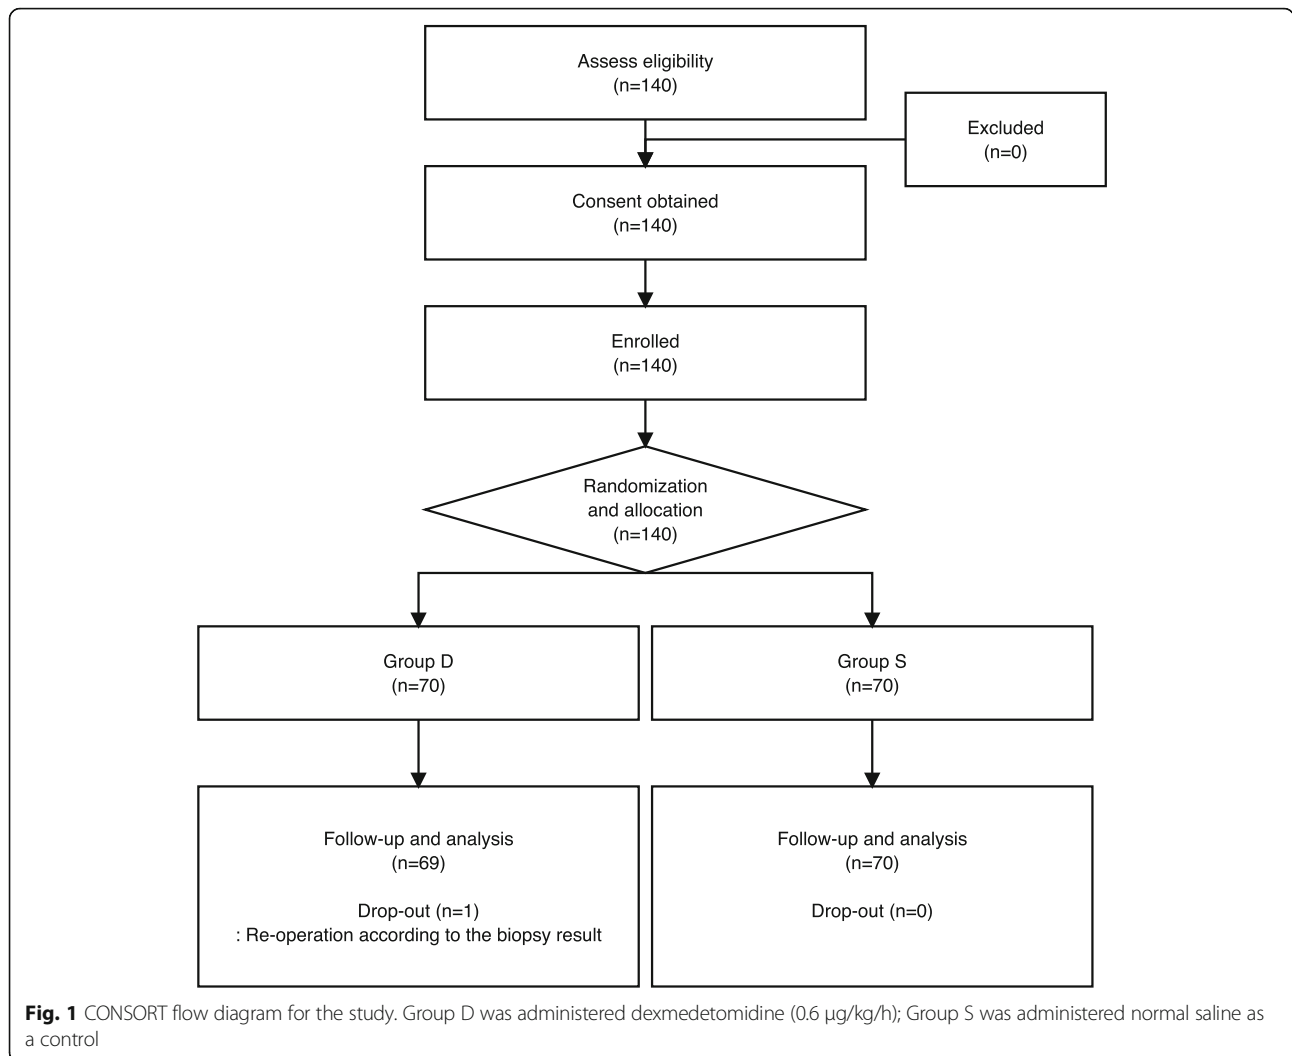 Assess eligibility
(n=140)
Excluded
(n=0)
Consent obtained
(n=140)
Enrolled
(n=140)
Randomization
and allocation
(n=140)
Group D
(n=70)
Group S
(n=70)
Follow-up and analysis
(n=69)
Drop-out (n=1)
: Re-operation according to the biopsy result
Follow-up and analysis
(n=70)
Drop-out (n=0)
Fig. 1 CONSORT flow diagram for the study. Group D was administered dexmedetomidine (0.6 μg/kg/h); Group S was administered normal saline as
a control